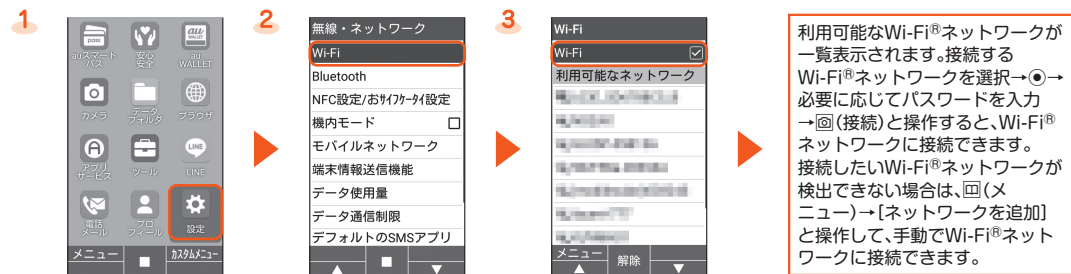 1
pass
auスマート
パス
安心
安全
au
WALLET
au
WALLET
カメラ
データ
フォルダ
ブラウザ
アプリ
サービス
ツール
LINE
LINE
電話
メール
プロ
フィール
設定
メニュー
カスタムメニュー
2
無線・ネットワーク
Wi-Fi
Bluetooth
NFC設定/おサイフケータイ設定
機内モード
モバイルネットワーク
端末情報送信機能
データ使用量
データ通信制限
デフォルトのSMSアプリ
3
Wi-Fi
Wi-Fi
利用可能なネットワーク
メニュー
解除
利用可能なWi-Fi®ネットワークが
一覧表示されます。接続する
Wi-Fi®ネットワークを選択→◉→
必要に応じてパスワードを入力
→回(接続)と操作すると、Wi-Fi®
ネットワークに接続できます。
接続したいWi-Fi®ネットワークが
検出できない場合は、回(メ
ニュー)→[ネットワークを追加]
と操作して、手動でWi-Fi®ネット
ワークに接続できます。